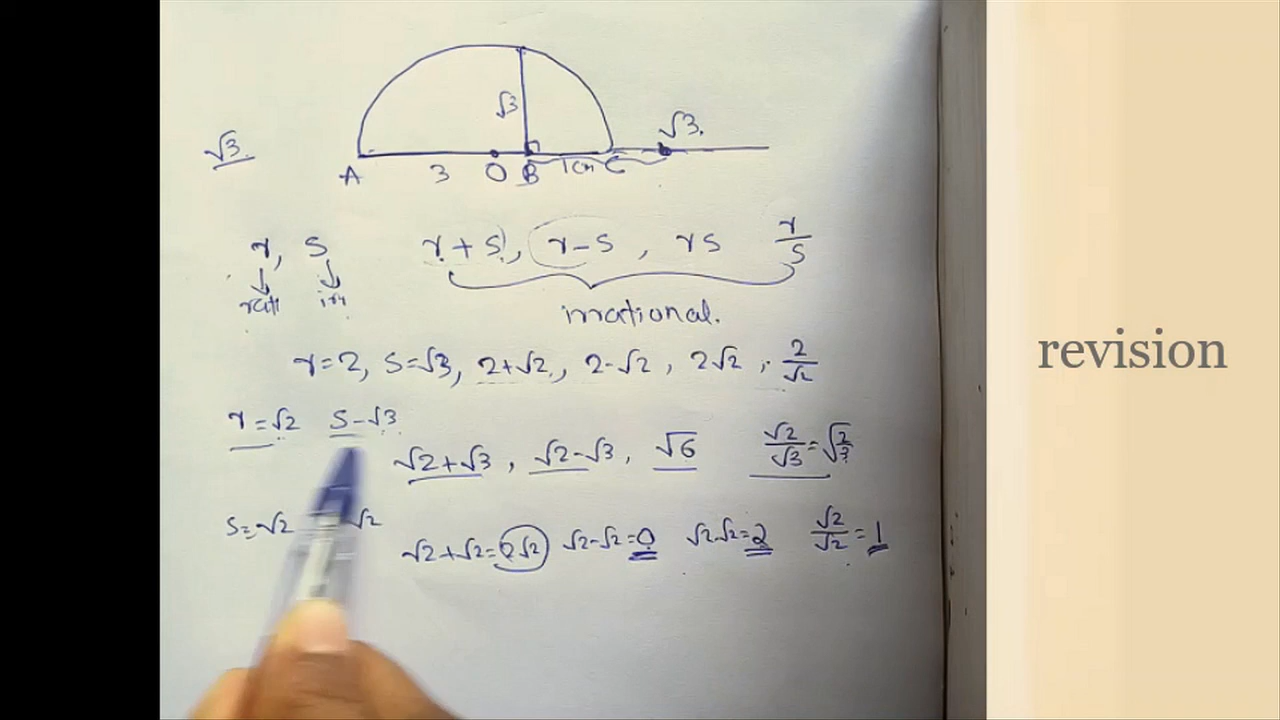 √3.
√3
√3.
A 3 O B 1cm C
r, s r+s, r-s, rs r/s
irrational.
r=2, s=√3, 2+√2, 2-√2, 2√2, 2/√2
r=√2 s-√3
√2+√3, √2-√3, √6 √2/√3=√2/3
s=√2 √2
√2+√2=2√2 √2-√2=0 √2·√2=2 √2/√2=1
revision